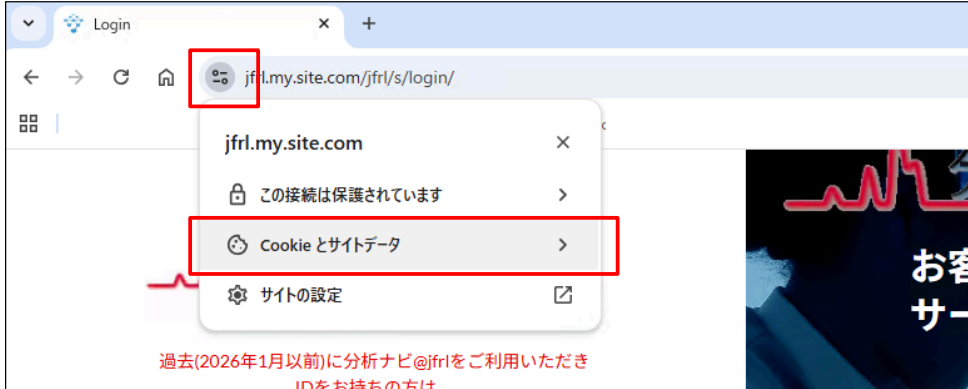 Login
jfrl.my.site.com/jfrl/s/login/
jfrl.my.site.com
この接続は保護されています
Cookie とサイトデータ
サイトの設定
お客
サー
過去(2026年1月以前)に分析ナビ@jfrlをご利用いただき
IDをお持ちの方は